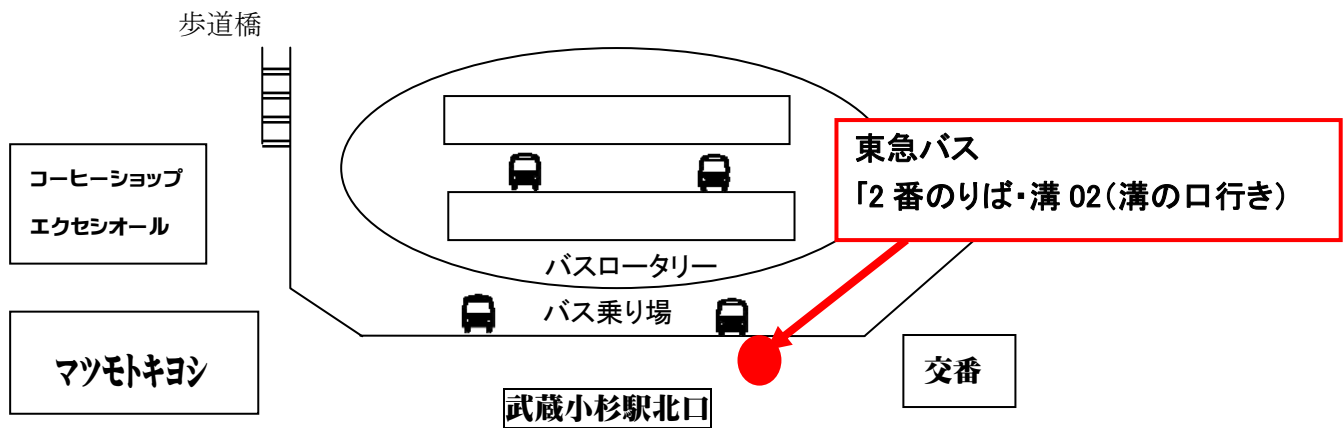 歩道橋
東急バス
「2 番のりば・溝 02（溝の口行き）
コーヒーショップ
エクセシオール
バスロータリー
バス乗り場
マツモトキヨシ
交番
武蔵小杉駅北口